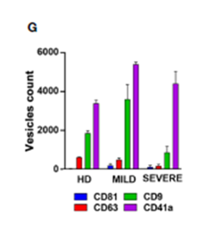 G
Vesicles count
6000
4000
2000
0
HD MILD SEVERE
CD81 CD9
CD63 CD41a